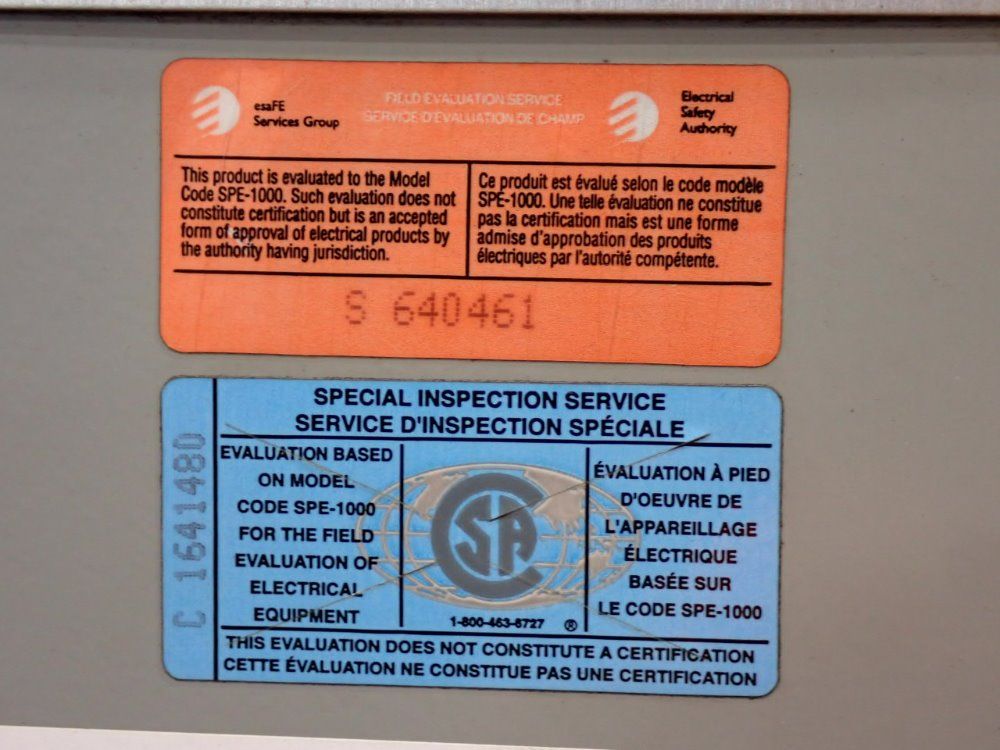 esaFE
Services Group
FIELD EVALUATION SERVICE
SERVICE D'EVALUATION DE CHAMP
Electrical
Safety
Authority
This product is evaluated to the Model
Code SPE-1000. Such evaluation does not
constitute certification but is an accepted
form of approval of electrical products by
the authority having jurisdiction.
Ce produit est évalué selon le code modèle
SPE-1000. Une telle évaluation ne constitue
pas la certification mais est une forme
admise d'approbation des produits
électriques par l'autorité compétente.
S 640461
C 1641480
SPECIAL INSPECTION SERVICE
SERVICE D'INSPECTION SPÉCIALE
EVALUATION BASED
ON MODEL
CODE SPE-1000
FOR THE FIELD
EVALUATION OF
ELECTRICAL
EQUIPMENT
CSA
1-800-463-6727 ®
ÉVALUATION À PIED
D'OEUVRE DE
L'APPAREILLAGE
ÉLECTRIQUE
BASÉE SUR
LE CODE SPE-1000
THIS EVALUATION DOES NOT CONSTITUTE A CERTIFICATION
CETTE ÉVALUATION NE CONSTITUE PAS UNE CERTIFICATION